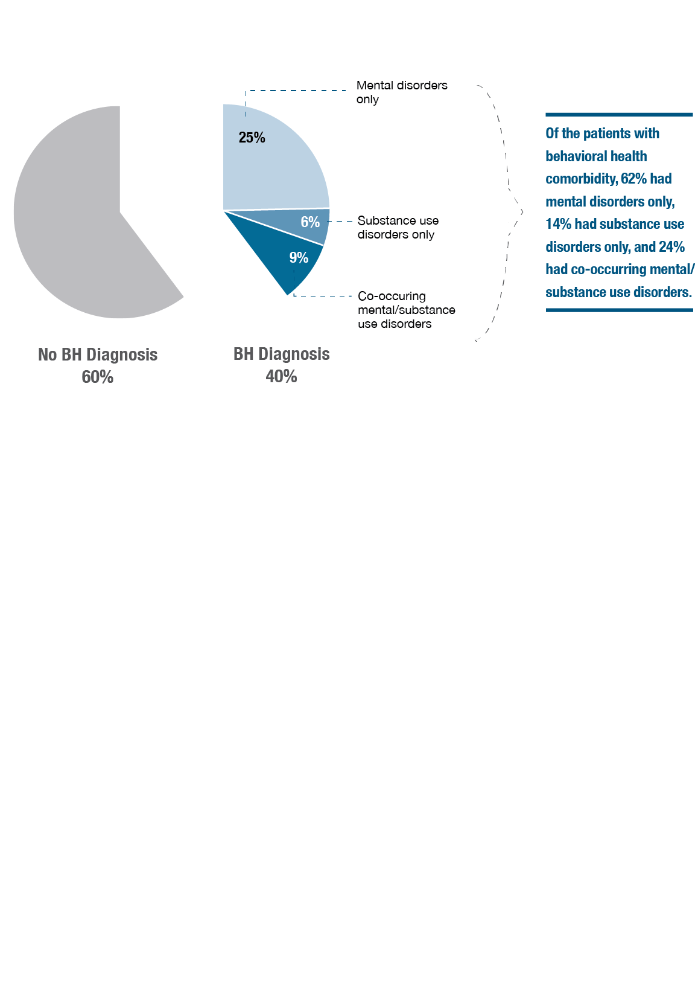 No BH Diagnosis
60%
25%
6%
9%
BH Diagnosis
40%
Mental disorders
only
Substance use
disorders only
Co-occuring
mental/substance
use disorders
Of the patients with
behavioral health
comorbidity, 62% had
mental disorders only,
14% had substance use
disorders only, and 24%
had co-occurring mental/
substance use disorders.